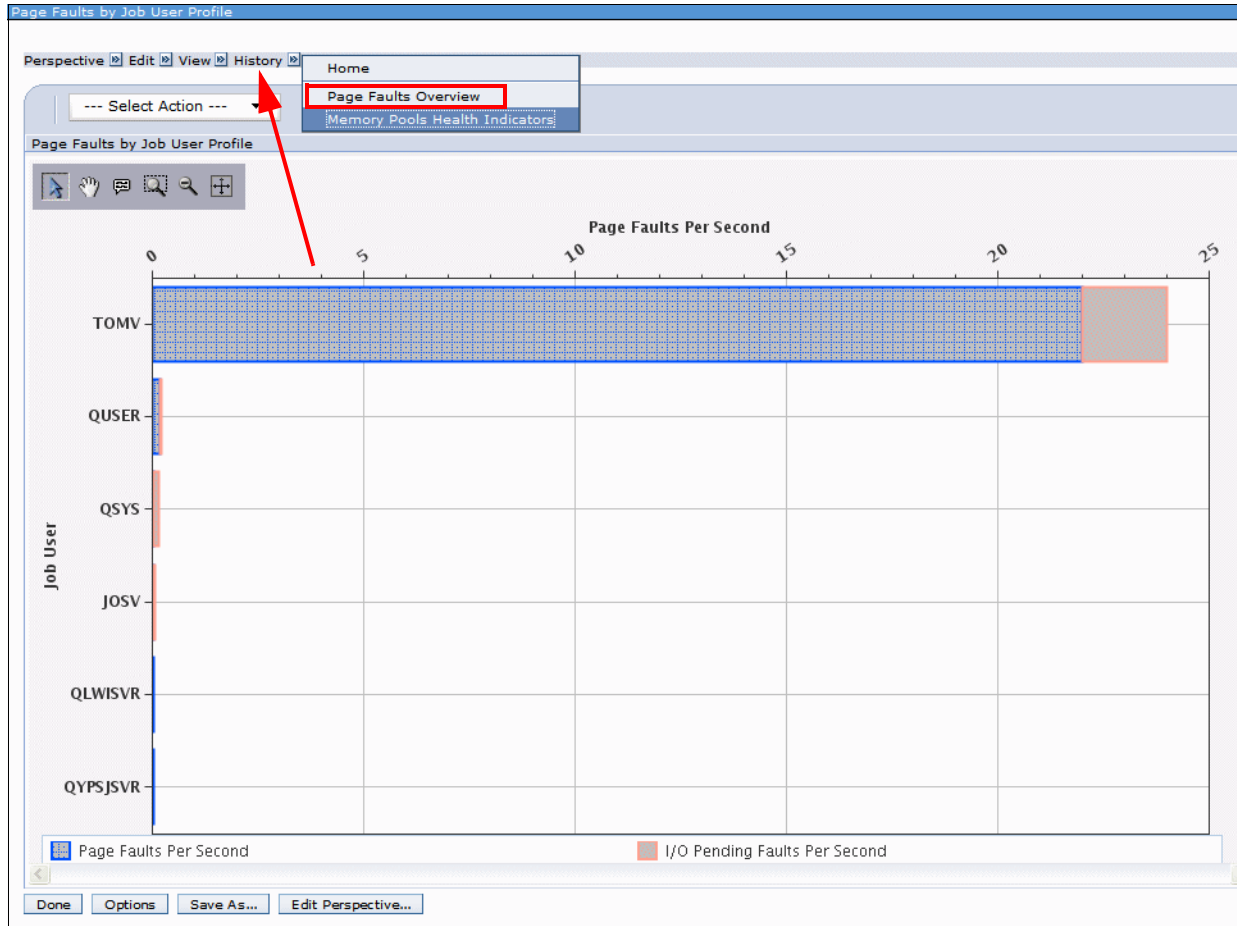 Page Faults by Job User Profile
Perspective Edit View History
Home
Page Faults Overview
Memory Pools Health Indicators
--- Select Action ---
Page Faults by Job User Profile
Page Faults Per Second
0 5 10 15 20 25
Job User
TOMV
QUSER
QSYS
JOSV
QLWISVR
QYPSJSVR
Page Faults Per Second I/O Pending Faults Per Second
Done Options Save As... Edit Perspective...